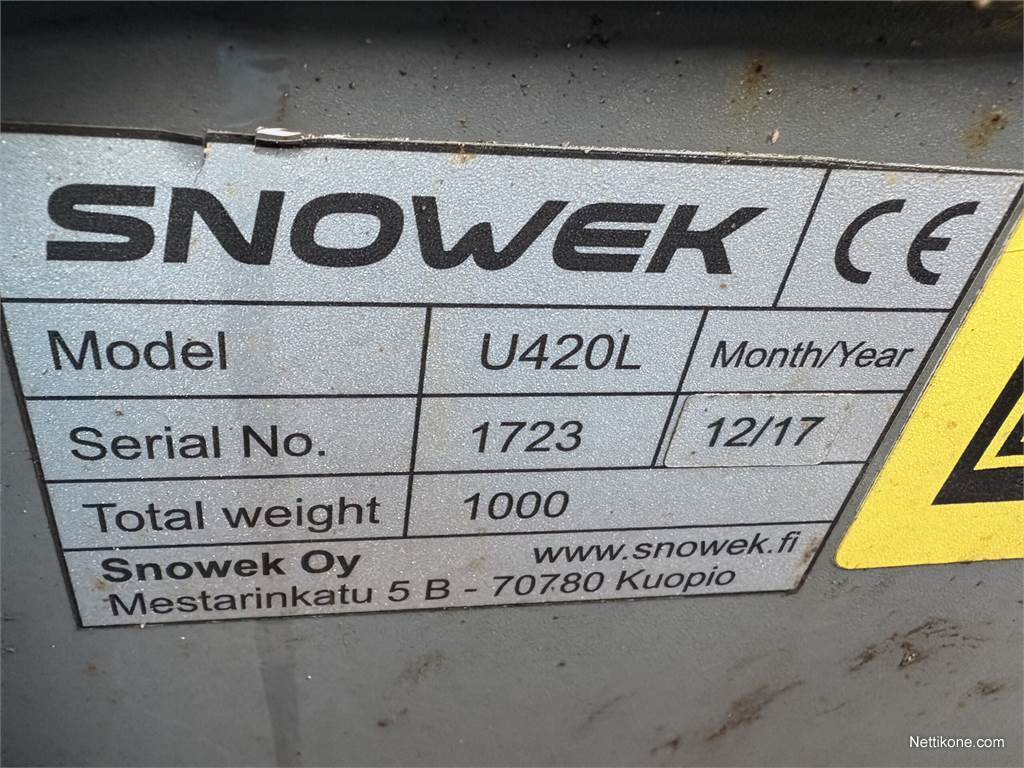 SNOWEK CE
Model U420L Month/Year
Serial No. 1723 12/17
Total weight 1000
Snowek Oy www.snowek.fi
Mestarinkatu 5 B - 70780 Kuopio
Nettikone.com